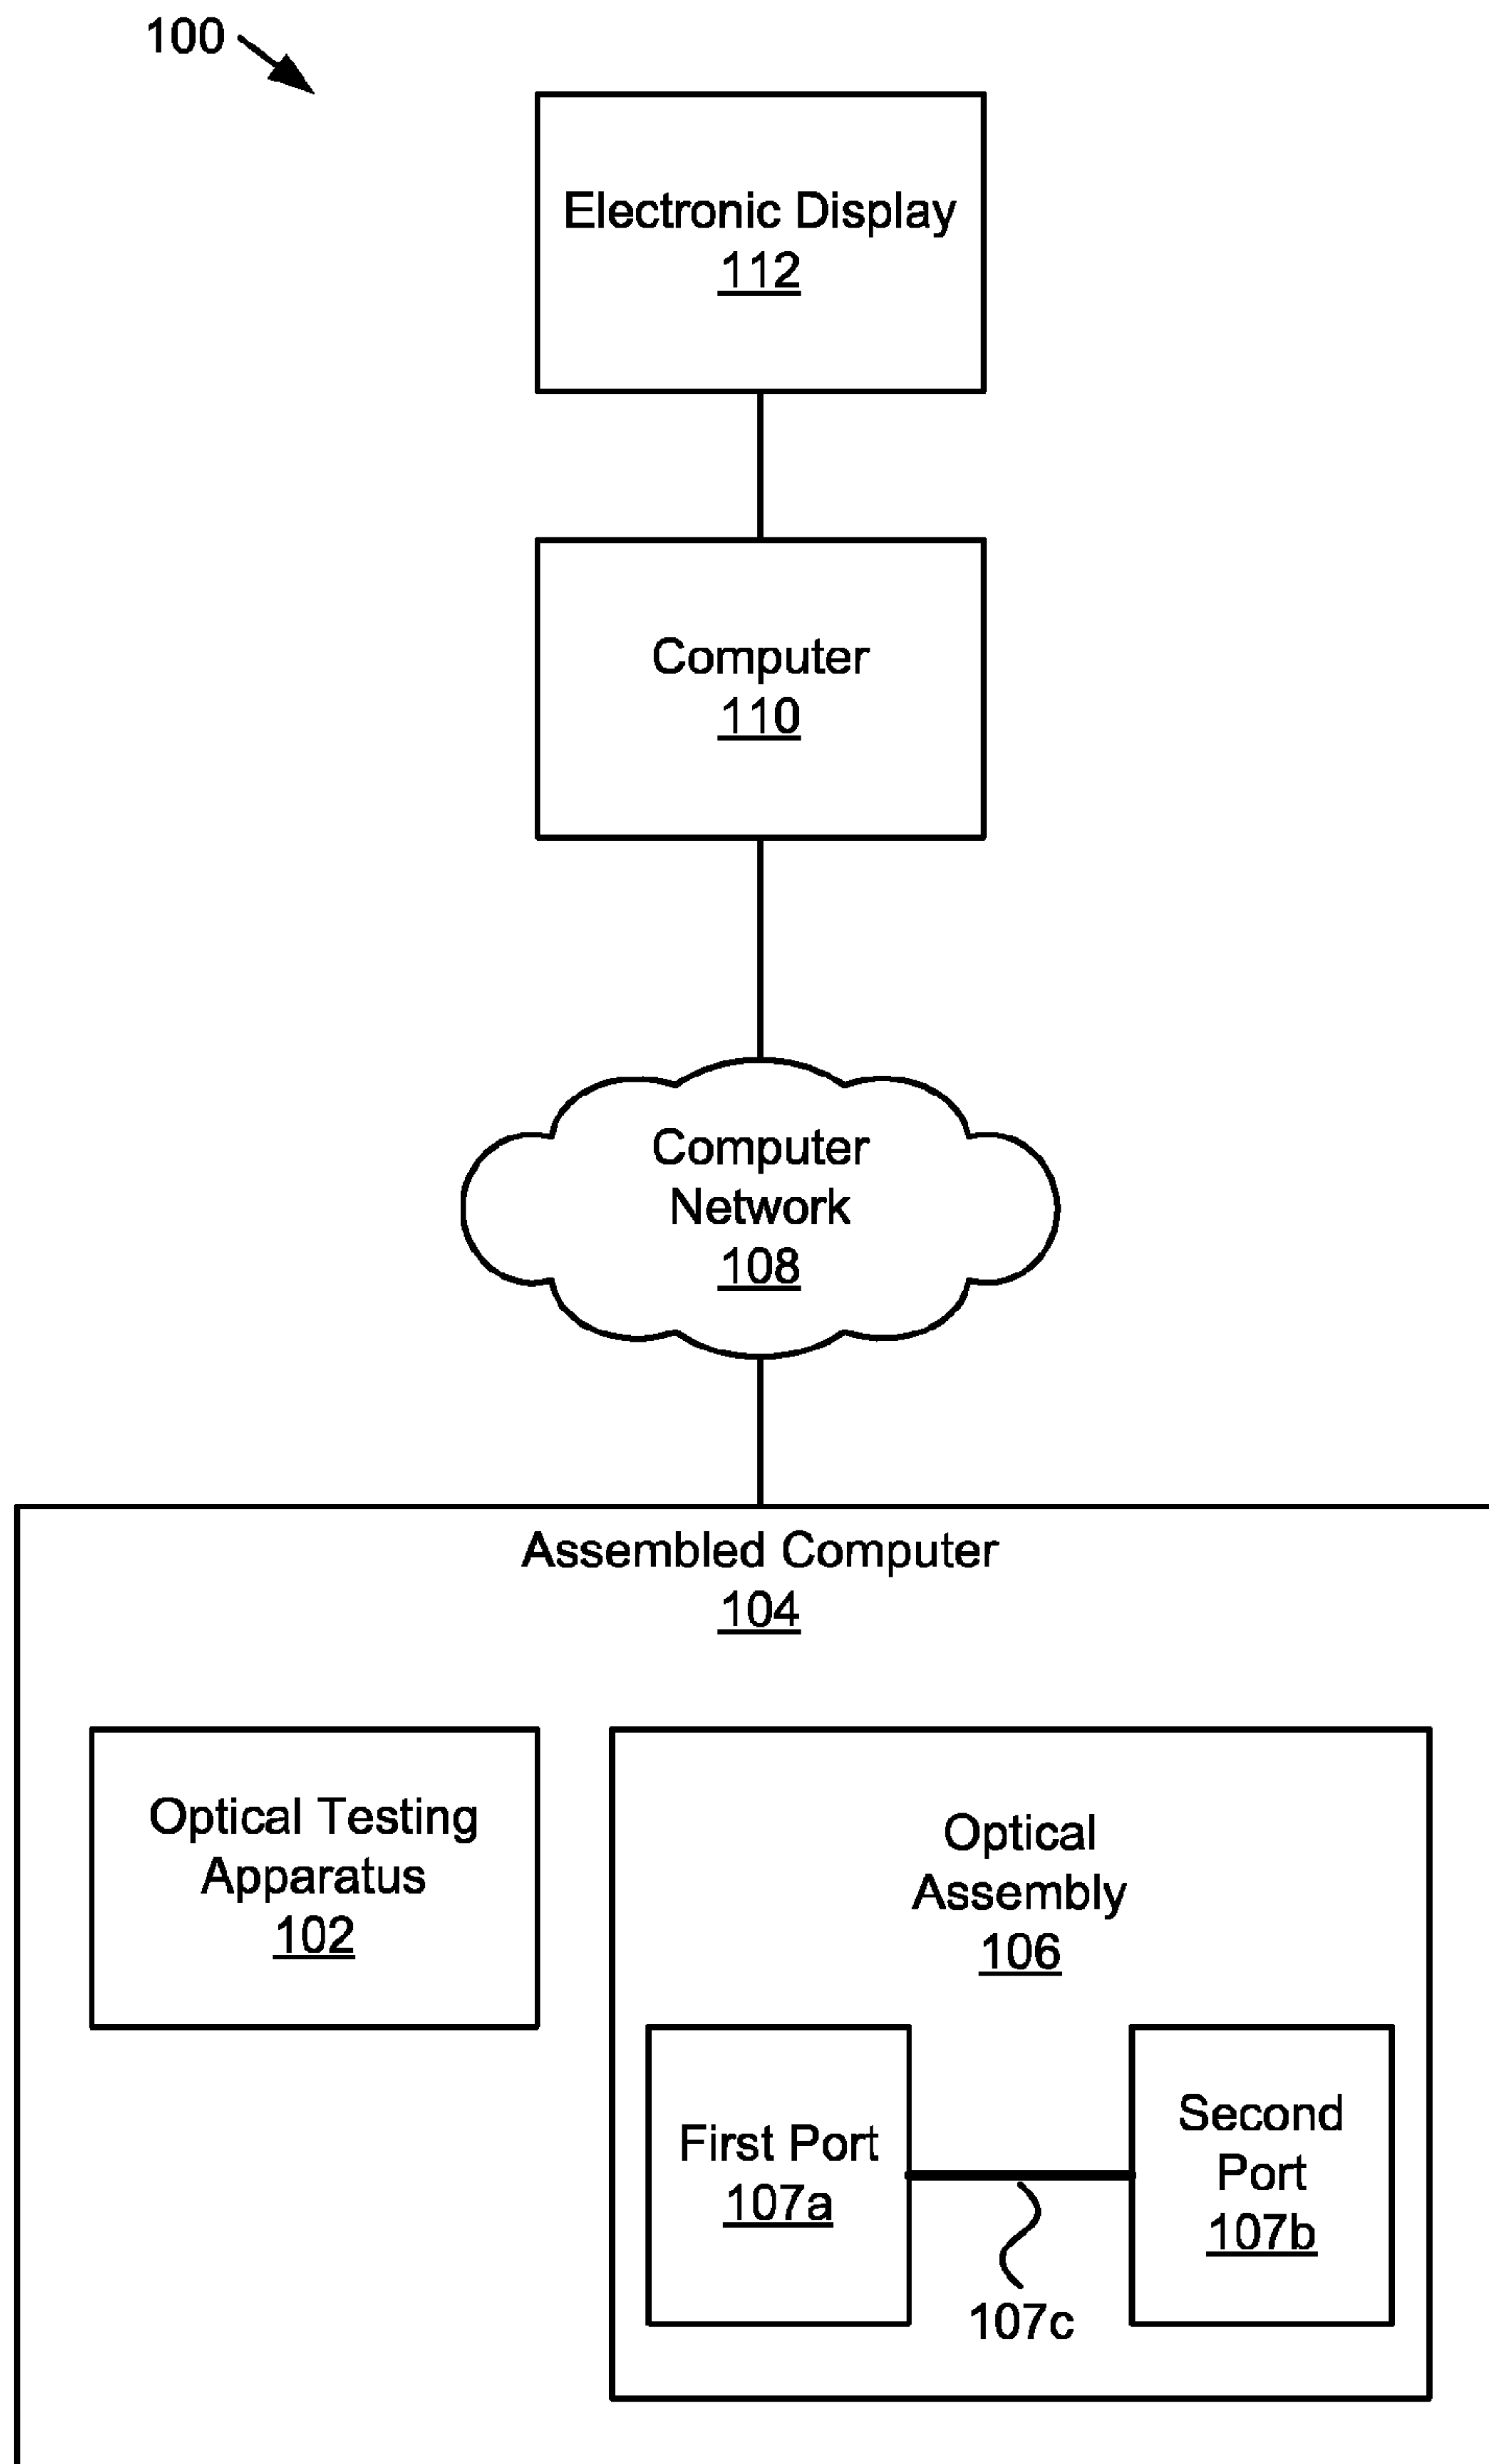 100
Electronic Display
112
Computer
110
Computer
Network
108
Assembled Computer
104
Optical Testing
Apparatus
102
Optical
Assembly
106
First Port
107a
Second
Port
107b
107c